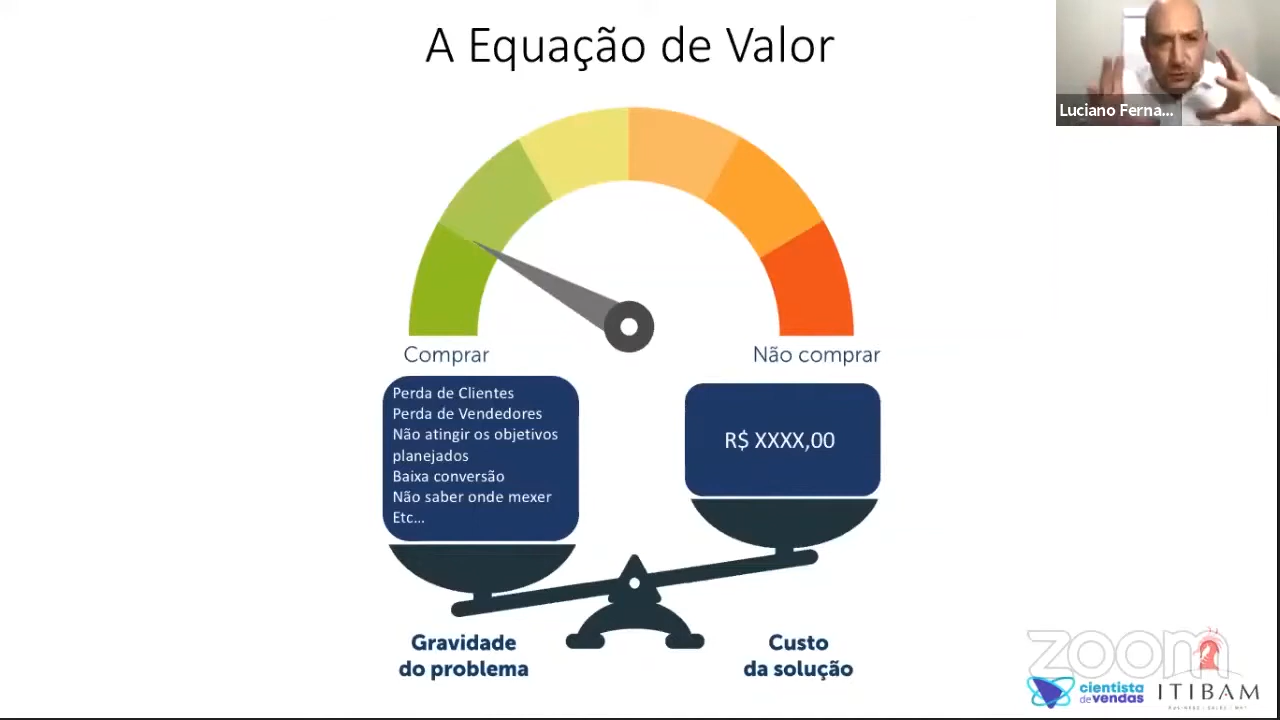 A Equação de Valor
Luciano Ferna...
Comprar
Não comprar
Perda de Clientes
Perda de Vendedores
Não atingir os objetivos
planejados
Baixa conversão
Não saber onde mexer
Etc...
R$ XXXX,00
Gravidade
do problema
Custo
da solução
zoom
cientista
de vendas
ITIBAM